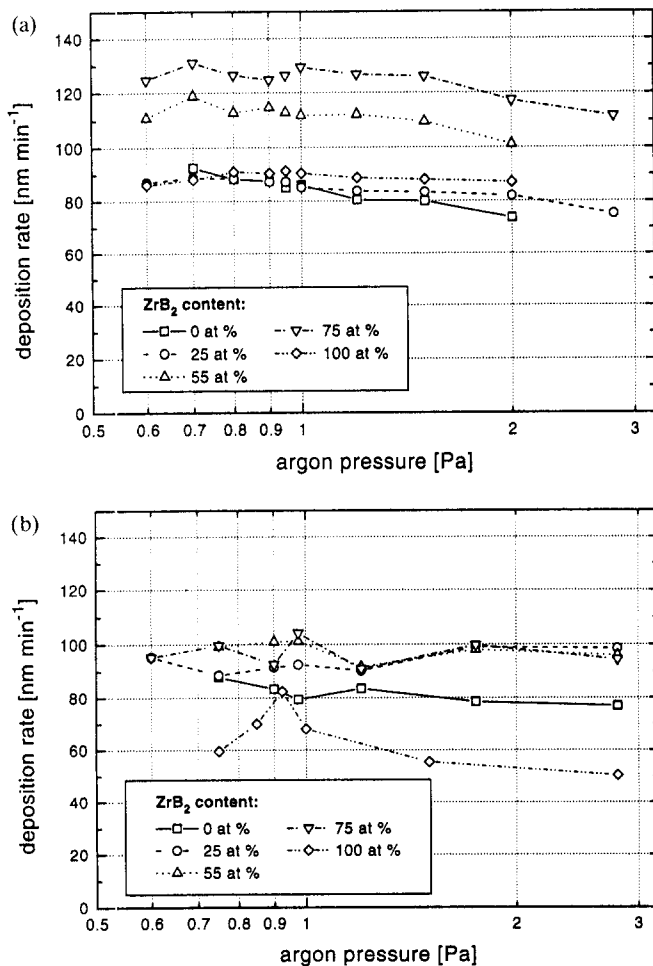 (a)
140
120
100
80
60
40
20
0
deposition rate [nm min⁻¹]
ZrB₂ content:
0 at % 75 at %
25 at % 100 at %
55 at %
0.5 0.6 0.7 0.8 0.9 1 2 3
argon pressure [Pa]
(b)
140
120
100
80
60
40
20
0
deposition rate [nm min⁻¹]
ZrB₂ content:
0 at % 75 at %
25 at % 100 at %
55 at %
0.5 0.6 0.7 0.8 0.9 1 2 3
argon pressure [Pa]